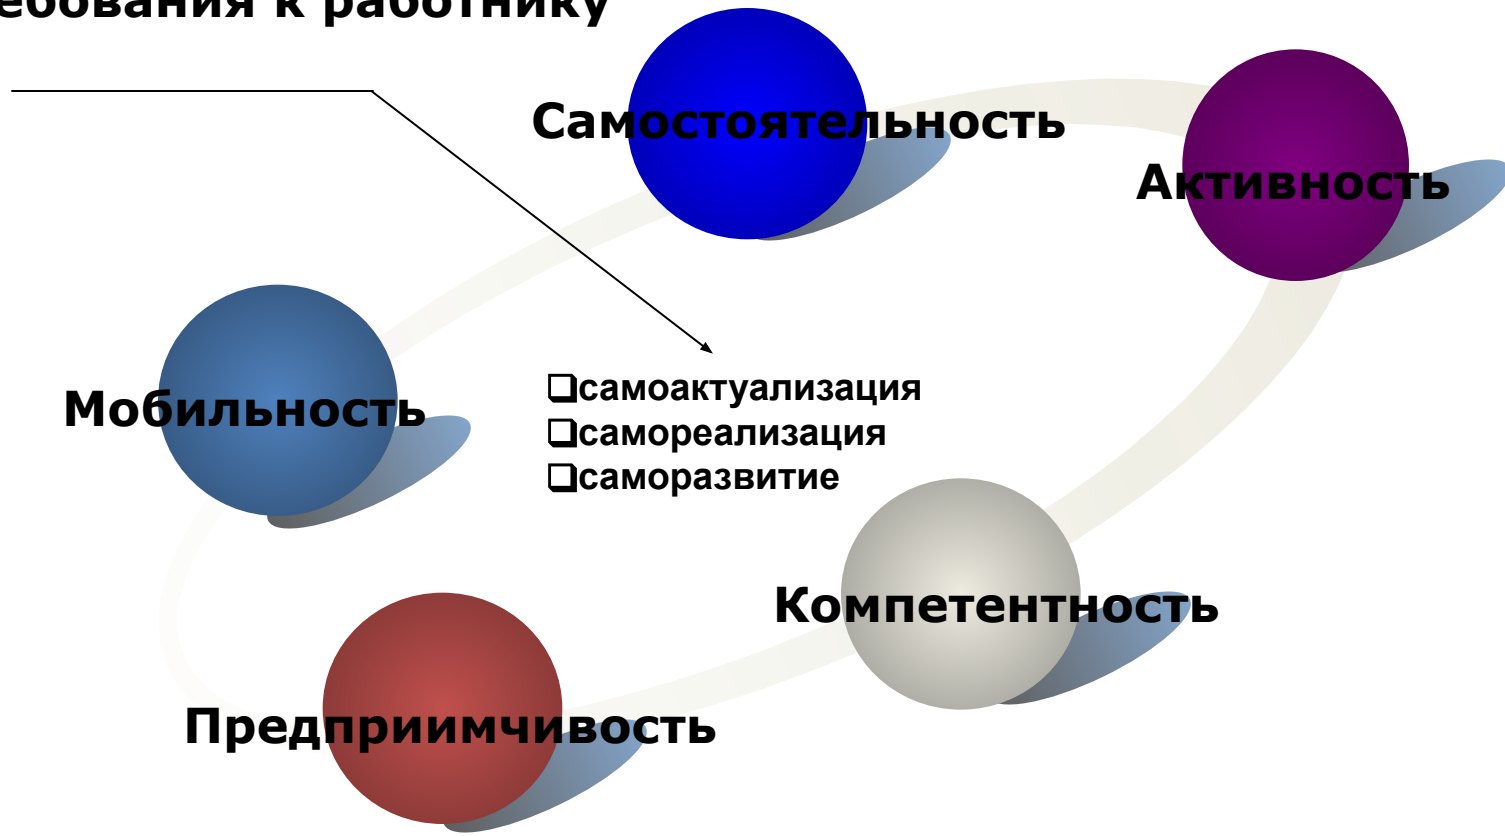 ебования к работнику
Самостоятельность
Активность
Мобильность
❑самоактуализация
❑самореализация
❑саморазвитие
Компетентность
Предприимчивость